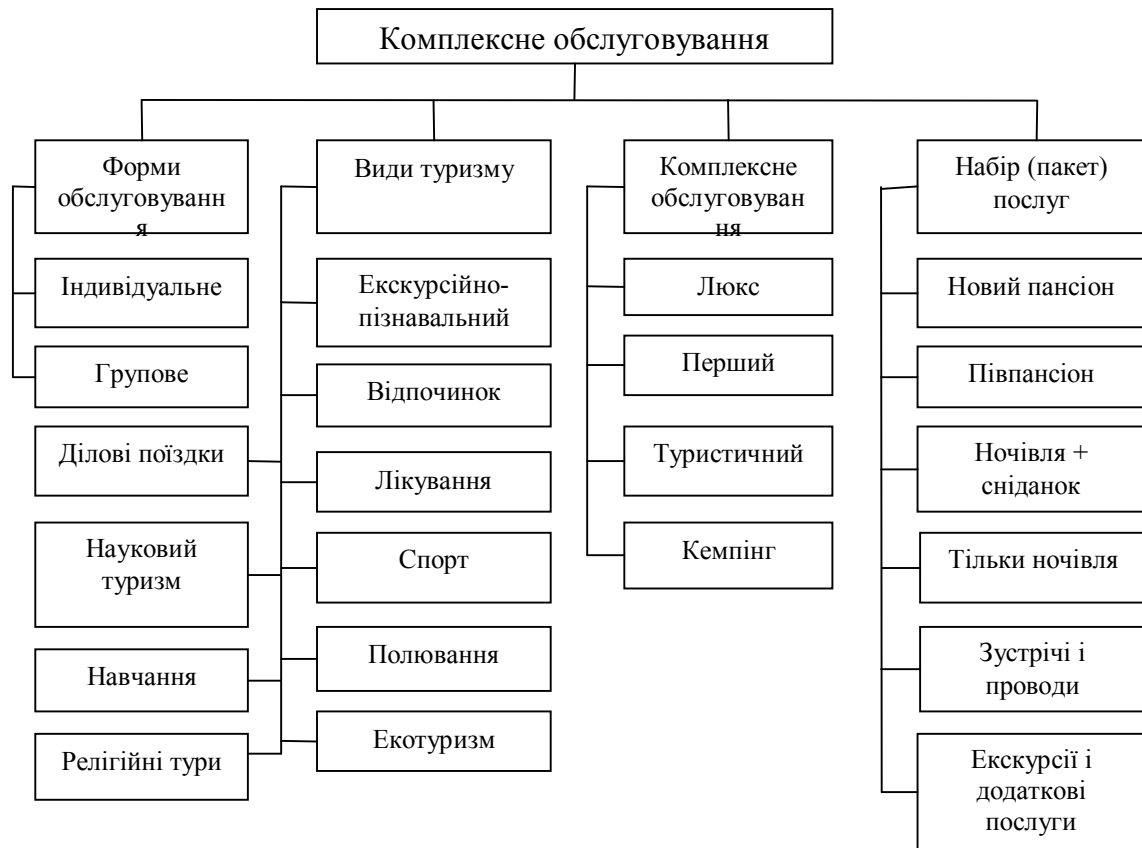 Комплексне обслуговування
Форми
обслуговуванн
я
Індивідуальне
Групове
Види туризму
Екскурсійно-
пізнавальний
Відпочинок
Лікування
Спорт
Полювання
Екотуризм
Ділові поїздки
Науковий
туризм
Навчання
Релігійні тури
Комплексне
обслуговуван
ня
Люкс
Перший
Туристичний
Кемпінг
Набір (пакет)
послуг
Новий пансіон
Півпансіон
Ночівля +
сніданок
Тільки ночівля
Зустрічі і
проводи
Екскурсії і
додаткові
послуги